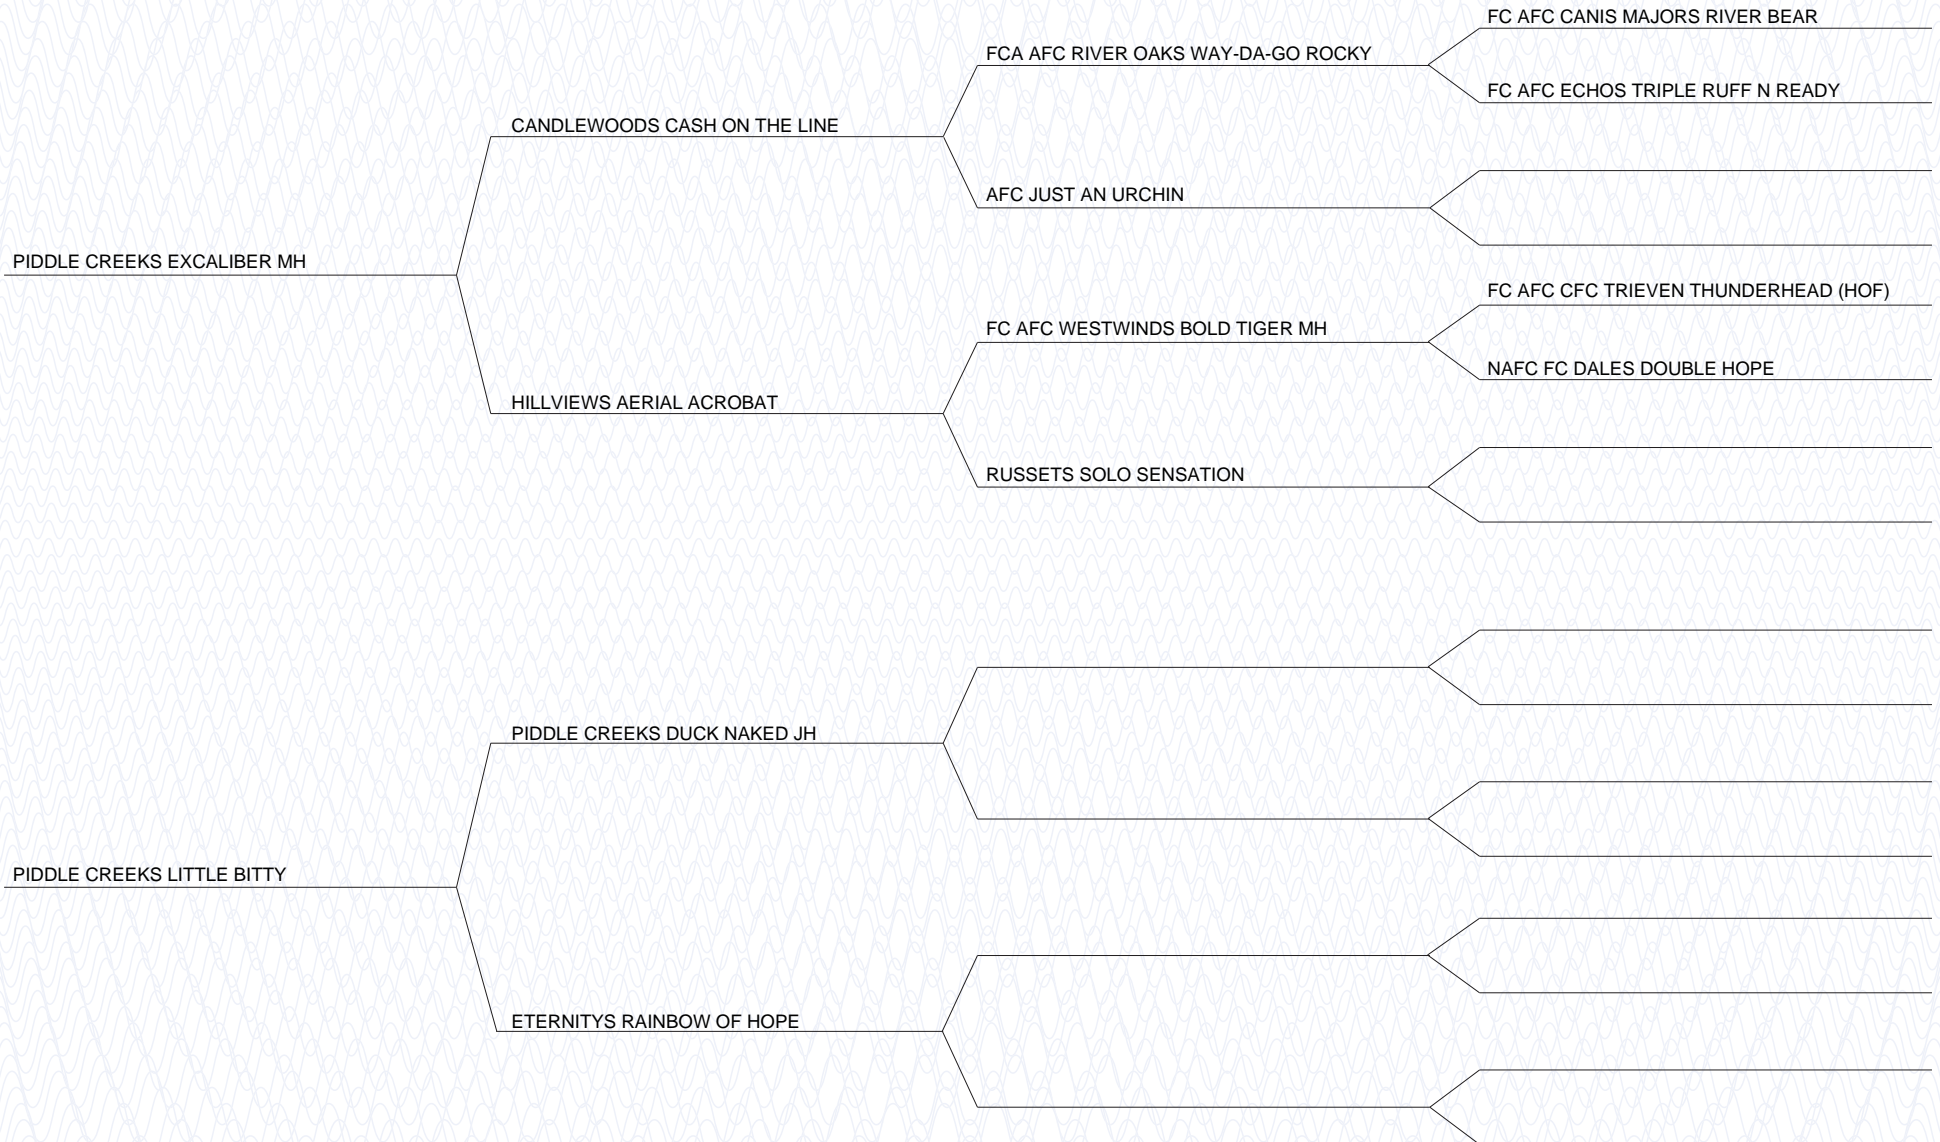 FC AFC CANIS MAJORS RIVER BEAR
FCA AFC RIVER OAKS WAY-DA-GO ROCKY
FC AFC ECHOS TRIPLE RUFF N READY
CANDLEWOODS CASH ON THE LINE
AFC JUST AN URCHIN
PIDDLE CREEKS EXCALIBER MH
FC AFC CFC TRIEVEN THUNDERHEAD (HOF)
FC AFC WESTWINDS BOLD TIGER MH
NAFC FC DALES DOUBLE HOPE
HILLVIEWS AERIAL ACROBAT
RUSSETS SOLO SENSATION
PIDDLE CREEKS DUCK NAKED JH
PIDDLE CREEKS LITTLE BITTY
ETERNITYS RAINBOW OF HOPE